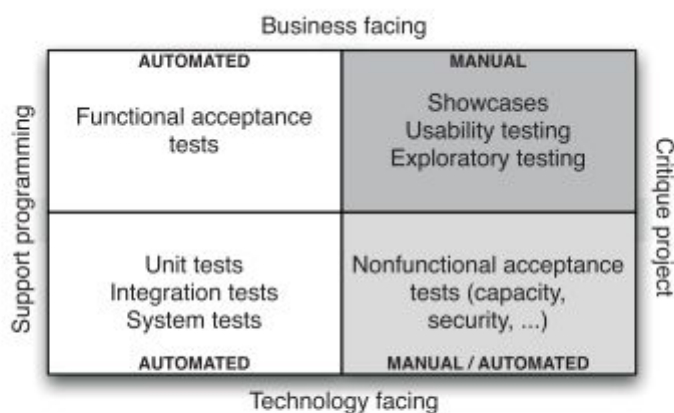 Business facing
AUTOMATED
MANUAL
Functional acceptance
tests
Showcases
Usability testing
Exploratory testing
Support programming
Critique project
Unit tests
Integration tests
System tests
Nonfunctional acceptance
tests (capacity,
security, ...)
AUTOMATED
MANUAL / AUTOMATED
Technology facing